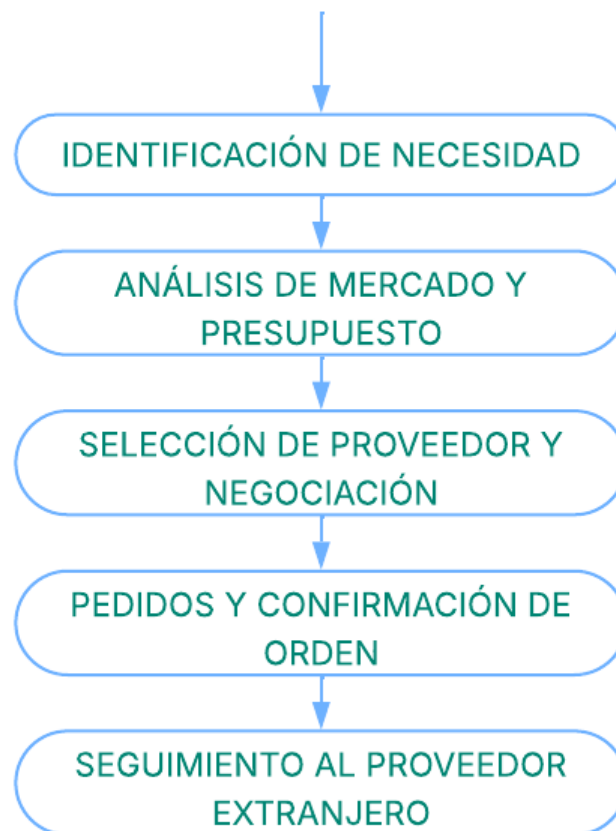 IDENTIFICACIÓN DE NECESIDAD
ANÁLISIS DE MERCADO Y
PRESUPUESTO
SELECCIÓN DE PROVEEDOR Y
NEGOCIACIÓN
PEDIDOS Y CONFIRMACIÓN DE
ORDEN
SEGUIMIENTO AL PROVEEDOR
EXTRANJERO